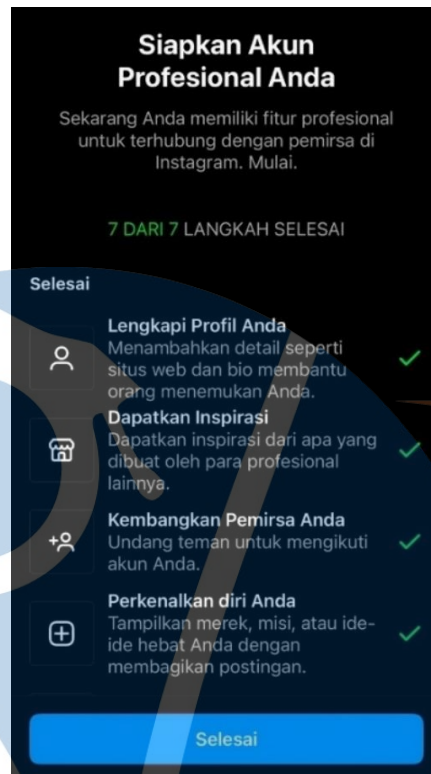 Siapkan Akun
Profesional Anda
Sekarang Anda memiliki fitur profesional
untuk terhubung dengan pemirsa di
Instagram. Mulai.
7 DARI 7 LANGKAH SELESAI
Selesai
Lengkapi Profil Anda
Menambahkan detail seperti
situs web dan bio membantu
orang menemukan Anda.
Dapatkan Inspirasi
Dapatkan inspirasi dari apa yang
dibuat oleh para profesional
lainnya.
Kembangkan Pemirsa Anda
Undang teman untuk mengikuti
akun Anda.
Perkenalkan diri Anda
Tampilkan merek, misi, atau ide-
ide hebat Anda dengan
membagikan postingan.
Selesai